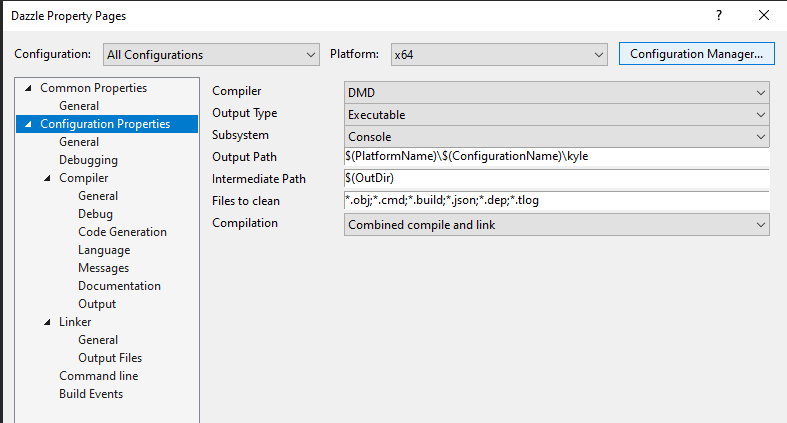 Dazzle Property Pages
?
Configuration: All Configurations Platform: x64 Configuration Manager...
Common Properties
General
Configuration Properties
General
Debugging
Compiler
General
Debug
Code Generation
Language
Messages
Documentation
Output
Linker
General
Output Files
Command line
Build Events
Compiler DMD
Output Type Executable
Subsystem Console
Output Path $(PlatformName)\$(ConfigurationName)\kyle
Intermediate Path $(OutDir)
Files to clean *.obj;*.cmd;*.build;*.json;*.dep;*.tlog
Compilation Combined compile and link